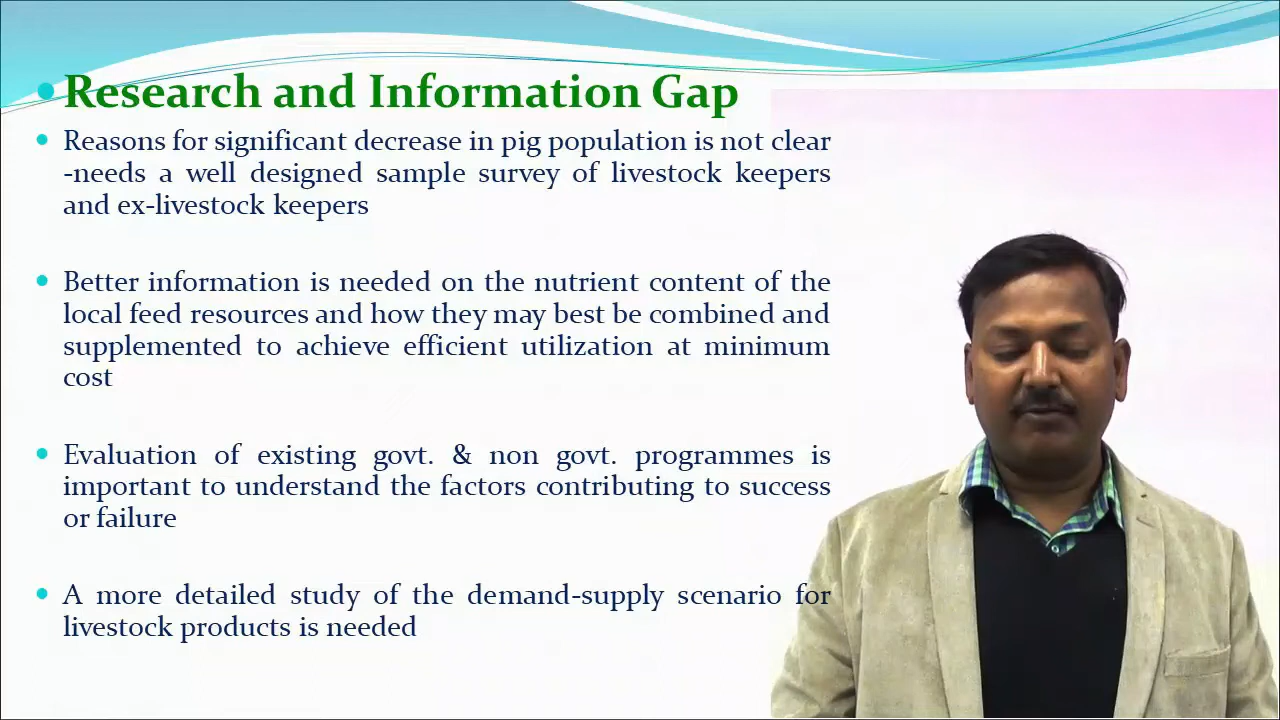 Research and Information Gap
Reasons for significant decrease in pig population is not clear
-needs a well designed sample survey of livestock keepers
and ex-livestock keepers
Better information is needed on the nutrient content of the
local feed resources and how they may best be combined and
supplemented to achieve efficient utilization at minimum
cost
Evaluation of existing govt. & non govt. programmes is
important to understand the factors contributing to success
or failure
A more detailed study of the demand-supply scenario for
livestock products is needed